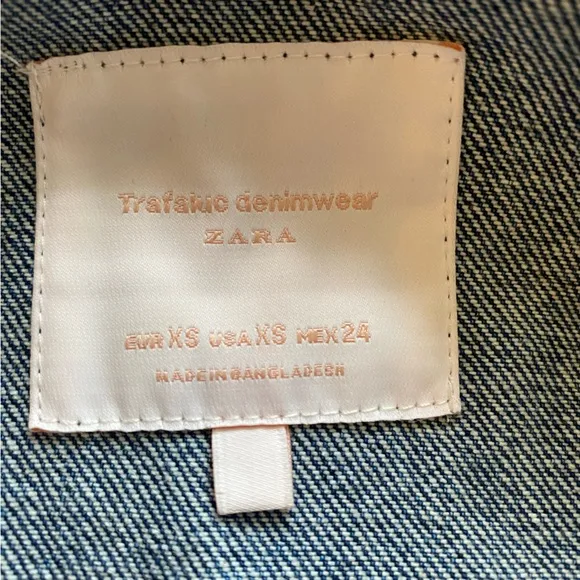 Trafaluc denimwear
ZARA
EUR XS USA XS MEX 24
MADE IN BANGLADESH